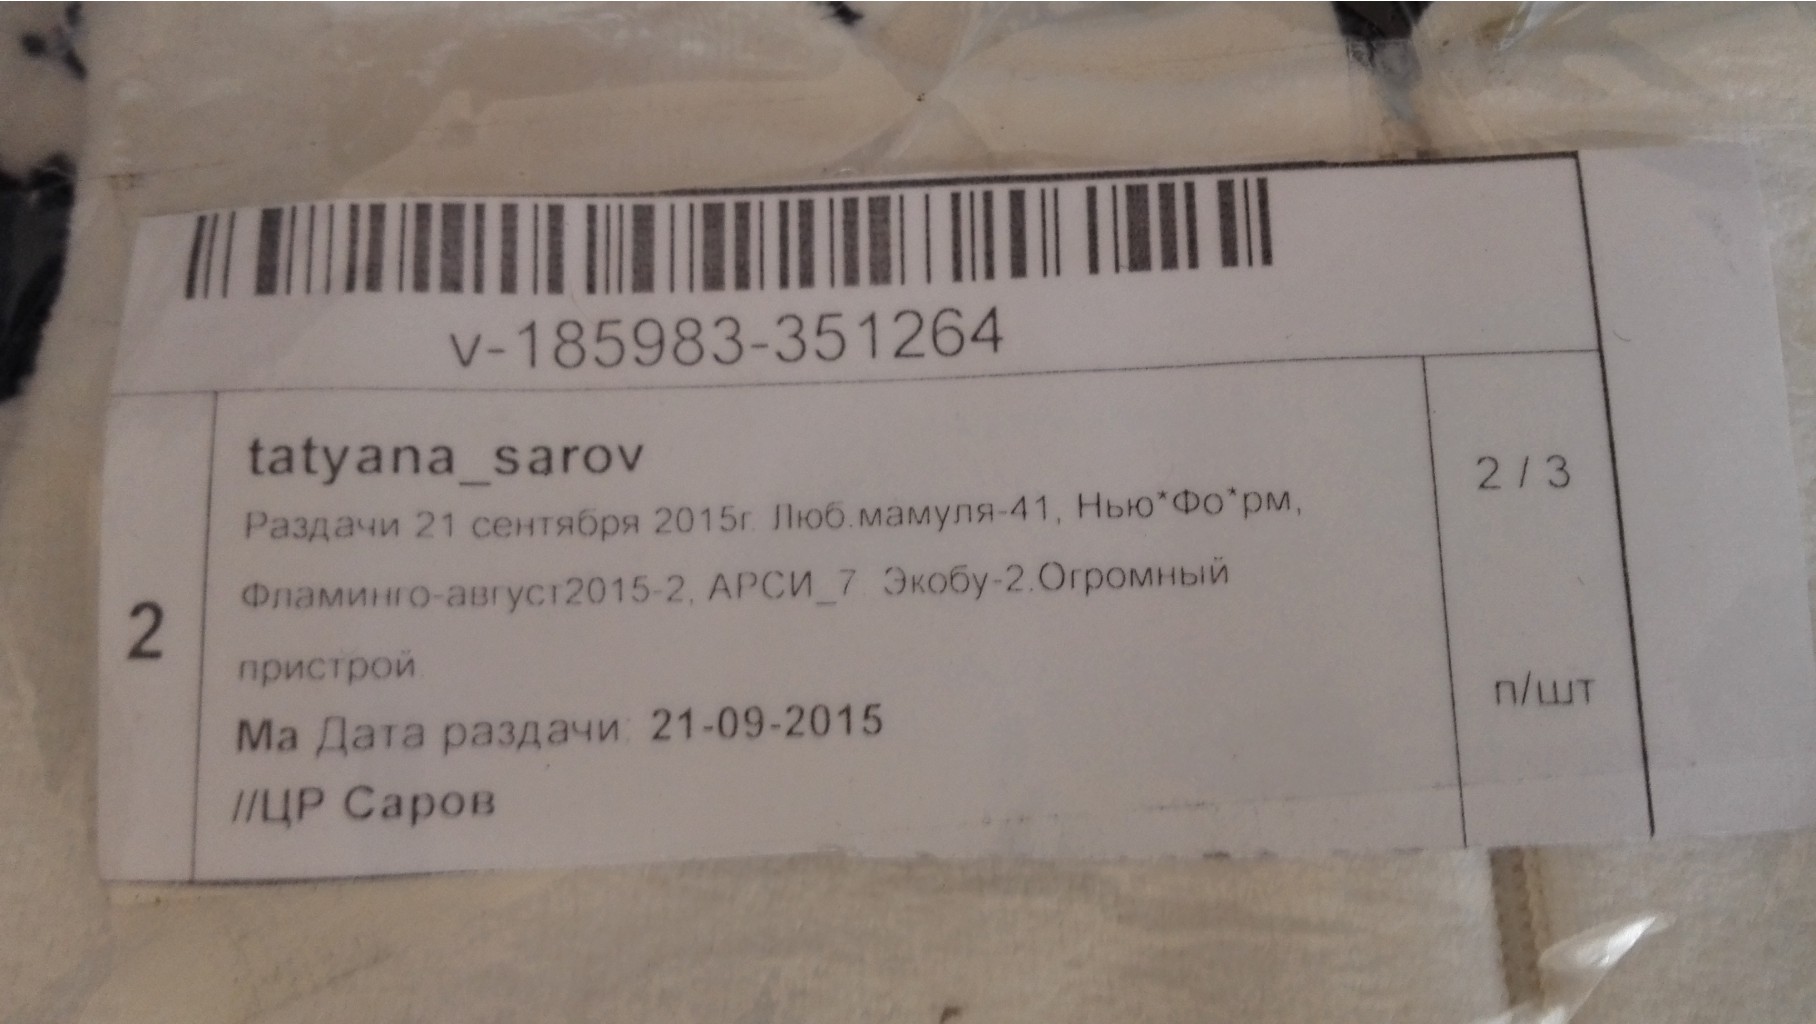 v-185983-351264
tatyana_sarov
Раздачи 21 сентября 2015г. Люб.мамуля-41, Нью*Фо*рм,
Фламинго-август2015-2, АРСИ_7 Экобу-2.Огромный
пристрой.
Ма Дата раздачи: 21-09-2015
//ЦР Саров
2
2 / 3
п/шт